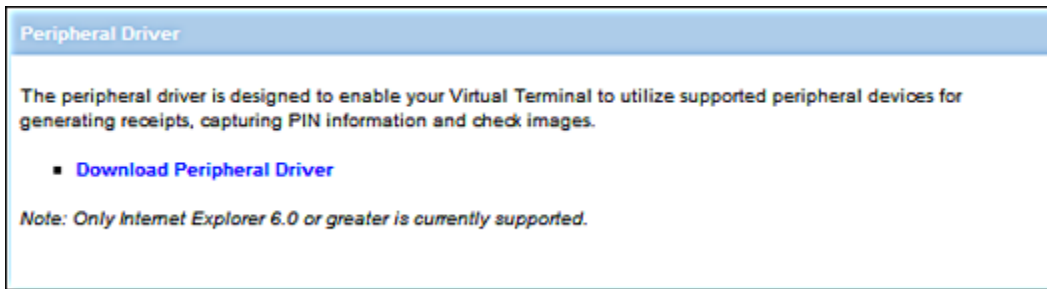 Peripheral Driver
The peripheral driver is designed to enable your Virtual Terminal to utilize supported peripheral devices for
generating receipts, capturing PIN information and check images.
Download Peripheral Driver
Note: Only Internet Explorer 6.0 or greater is currently supported.